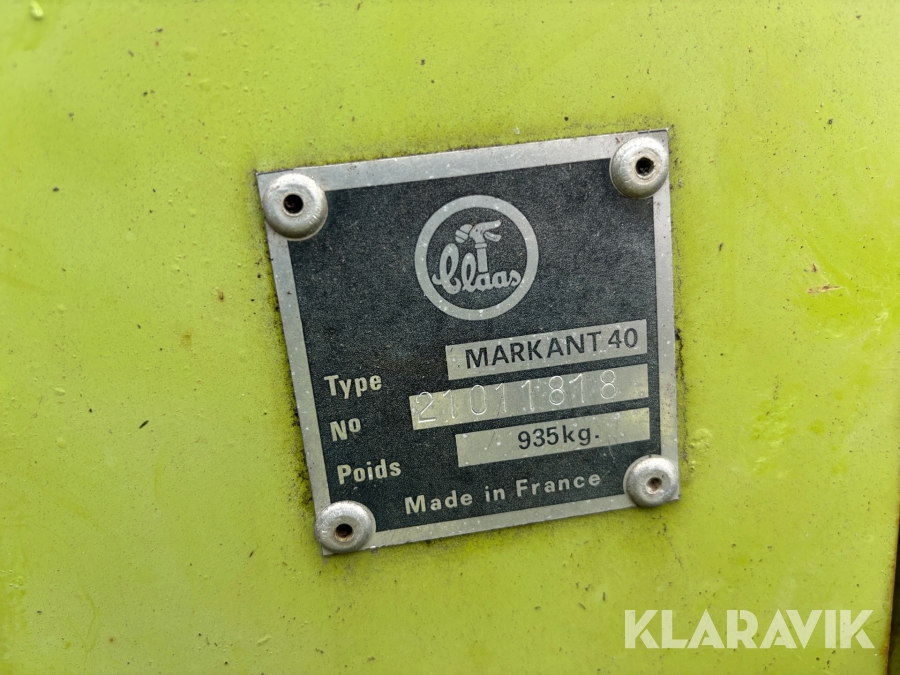 Claas
Type MARKANT 40
Nº 21011818
Poids 935kg.
Made in France
KLARAVIK